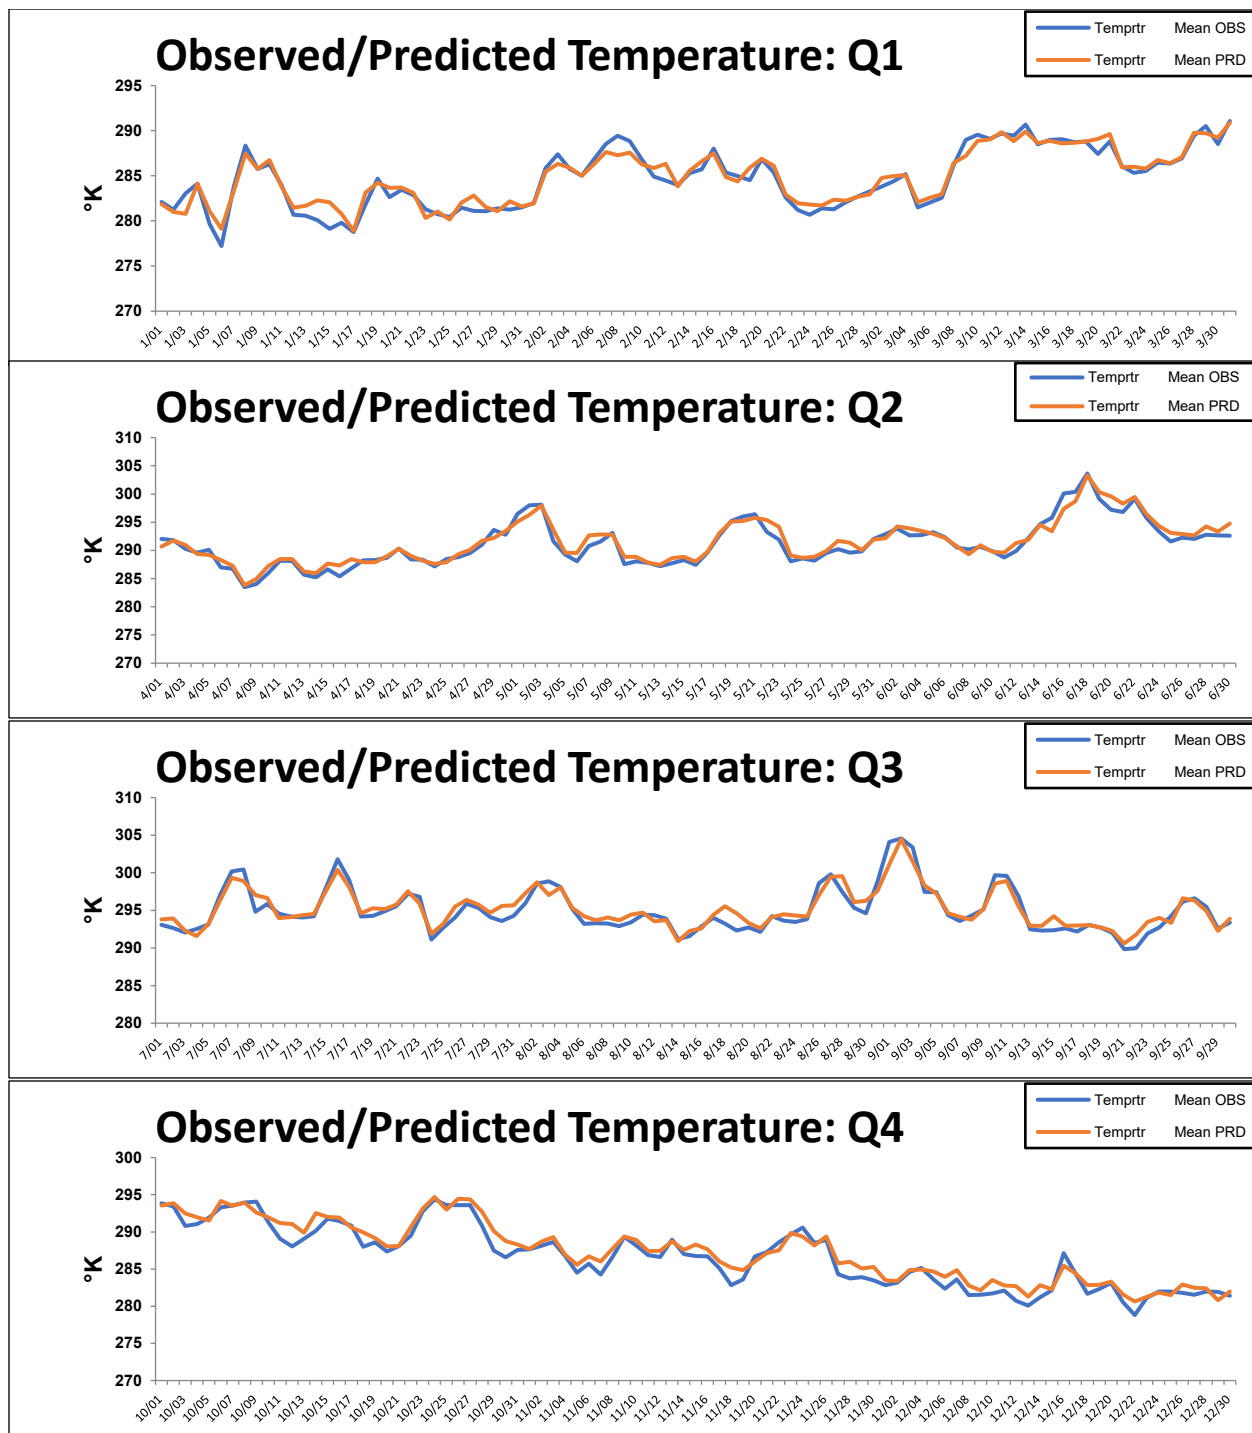 Observed/Predicted Temperature: Q1
Temprtr Mean OBS
Temprtr Mean PRD
°K
295
290
285
280
275
270
1/01 1/03 1/05 1/07 1/09 1/11 1/13 1/15 1/17 1/19 1/21 1/23 1/25 1/27 1/29 1/31 2/02 2/04 2/06 2/08 2/10 2/12 2/14 2/16 2/18 2/20 2/22 2/24 2/26 2/28 3/02 3/04 3/06 3/08 3/10 3/12 3/14 3/16 3/18 3/20 3/22 3/24 3/26 3/28 3/30
Observed/Predicted Temperature: Q2
Temprtr Mean OBS
Temprtr Mean PRD
°K
310
305
300
295
290
285
280
275
270
4/01 4/03 4/05 4/07 4/09 4/11 4/13 4/15 4/17 4/19 4/21 4/23 4/25 4/27 4/29 5/01 5/03 5/05 5/07 5/09 5/11 5/13 5/15 5/17 5/19 5/21 5/23 5/25 5/27 5/29 5/31 6/02 6/04 6/06 6/08 6/10 6/12 6/14 6/16 6/18 6/20 6/22 6/24 6/26 6/28 6/30
Observed/Predicted Temperature: Q3
Temprtr Mean OBS
Temprtr Mean PRD
°K
310
305
300
295
290
285
280
7/01 7/03 7/05 7/07 7/09 7/11 7/13 7/15 7/17 7/19 7/21 7/23 7/25 7/27 7/29 7/31 8/02 8/04 8/06 8/08 8/10 8/12 8/14 8/16 8/18 8/20 8/22 8/24 8/26 8/28 8/30 9/01 9/03 9/05 9/07 9/09 9/11 9/13 9/15 9/17 9/19 9/21 9/23 9/25 9/27 9/29
Observed/Predicted Temperature: Q4
Temprtr Mean OBS
Temprtr Mean PRD
°K
300
295
290
285
280
275
270
10/01 10/03 10/05 10/07 10/09 10/11 10/13 10/15 10/17 10/19 10/21 10/23 10/25 10/27 10/29 10/31 11/02 11/04 11/06 11/08 11/10 11/12 11/14 11/16 11/18 11/20 11/22 11/24 11/26 11/28 11/30 12/02 12/04 12/06 12/08 12/10 12/12 12/14 12/16 12/18 12/20 12/22 12/24 12/26 12/28 12/30